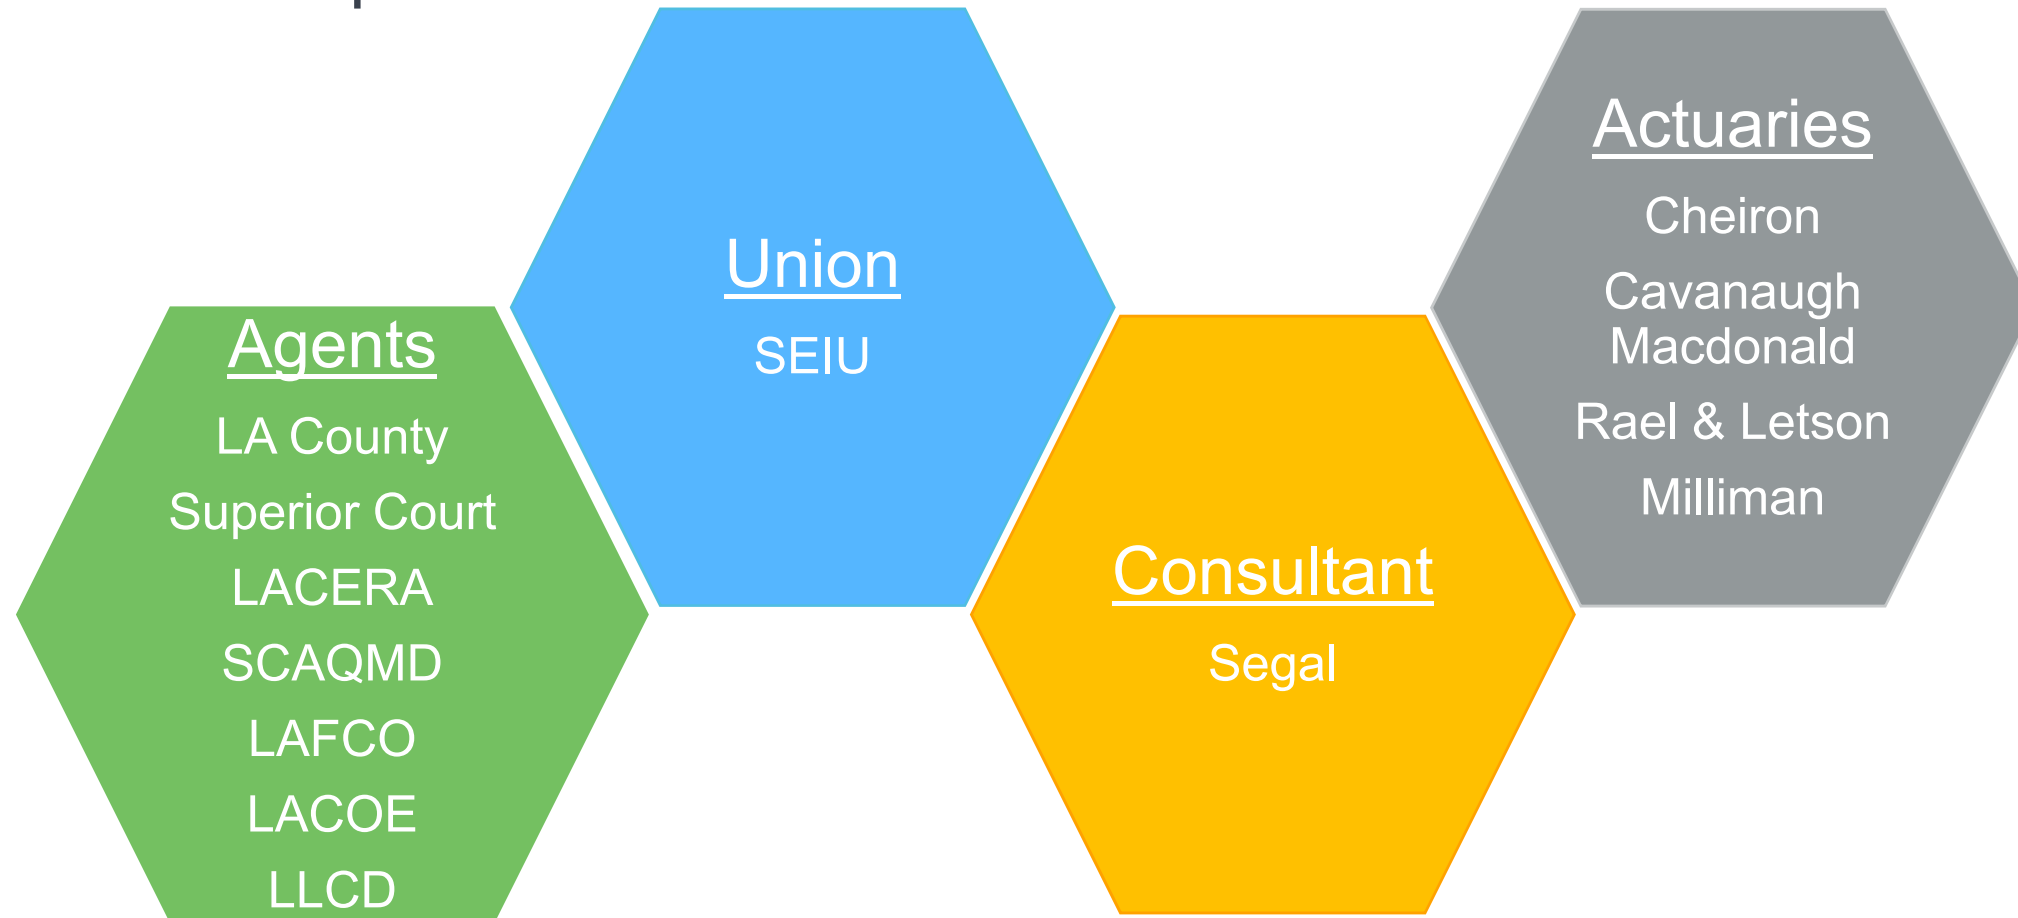 Agents
LA County
Superior Court
LACERA
SCAQMD
LAFCO
LACOE
LLCD
Union
SEIU
Consultant
Segal
Actuaries
Cheiron
Cavanaugh
Macdonald
Rael & Letson
Milliman